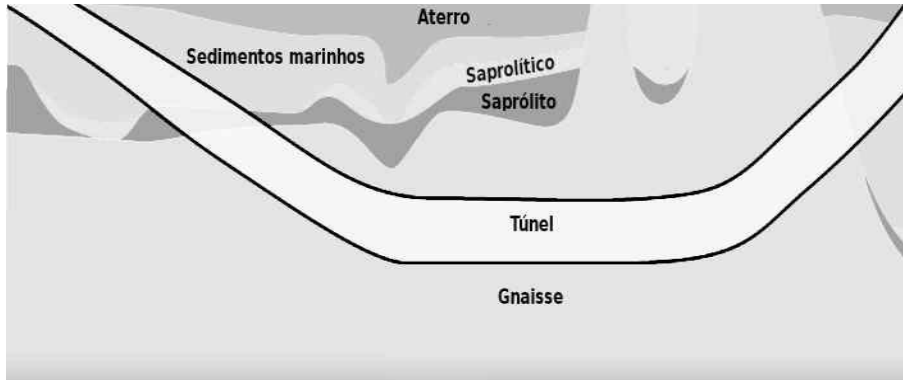 Aterro
Sedimentos marinhos
Saprolítico
Saprólito
Túnel
Gnaisse